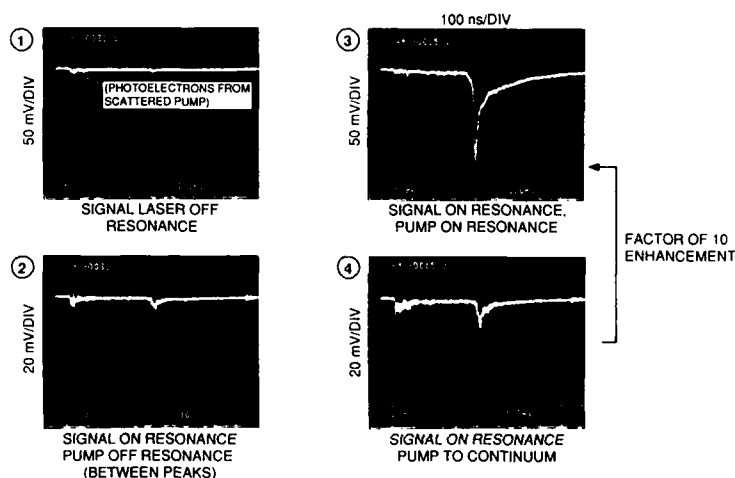 ①
50 mV/DIV
(PHOTOELECTRONS FROM
SCATTERED PUMP)
SIGNAL LASER OFF
RESONANCE
100 ns/DIV
③
50 mV/DIV
SIGNAL ON RESONANCE,
PUMP ON RESONANCE
②
20 mV/DIV
SIGNAL ON RESONANCE
PUMP OFF RESONANCE
(BETWEEN PEAKS)
④
20 mV/DIV
SIGNAL ON RESONANCE
PUMP TO CONTINUUM
FACTOR OF 10
ENHANCEMENT